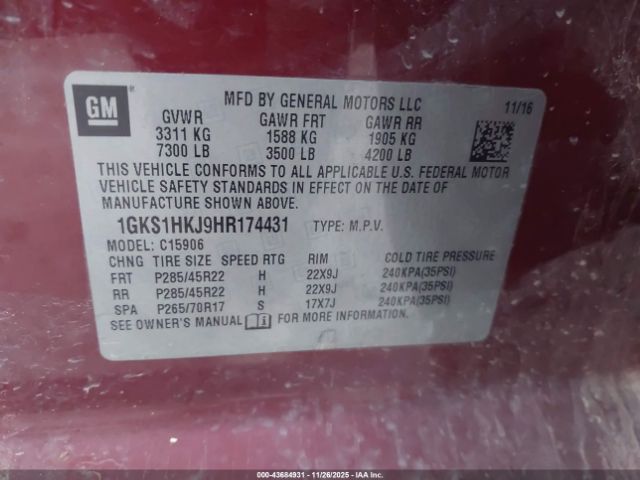 GM
MFD BY GENERAL MOTORS LLC 11/16
GVWR GAWR FRT GAWR RR
3311 KG 1588 KG 1905 KG
7300 LB 3500 LB 4200 LB
THIS VEHICLE CONFORMS TO ALL APPLICABLE U.S. FEDERAL MOTOR
VEHICLE SAFETY STANDARDS IN EFFECT ON THE DATE OF
MANUFACTURE SHOWN ABOVE.
1GKS1HKJ9HR174431 TYPE: M.P.V.
MODEL: C15906
CHNG TIRE SIZE SPEED RTG RIM COLD TIRE PRESSURE
FRT P285/45R22 H 22X9J 240KPA(35PSI)
RR P285/45R22 H 22X9J 240KPA(35PSI)
SPA P265/70R17 S 17X7J 240KPA(35PSI)
SEE OWNER'S MANUAL FOR MORE INFORMATION.
000-43684931 - 11/26/2025 - IAA Inc.